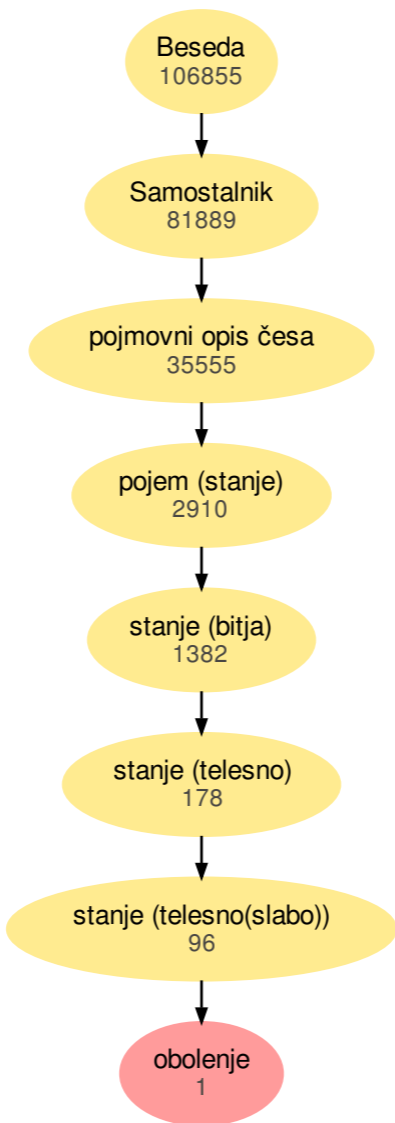 Beseda
106855
Samostalnik
81889
pojmovni opis česa
35555
pojem (stanje)
2910
stanje (bitja)
1382
stanje (telesno)
178
stanje (telesno(slabo))
96
obolenje
1